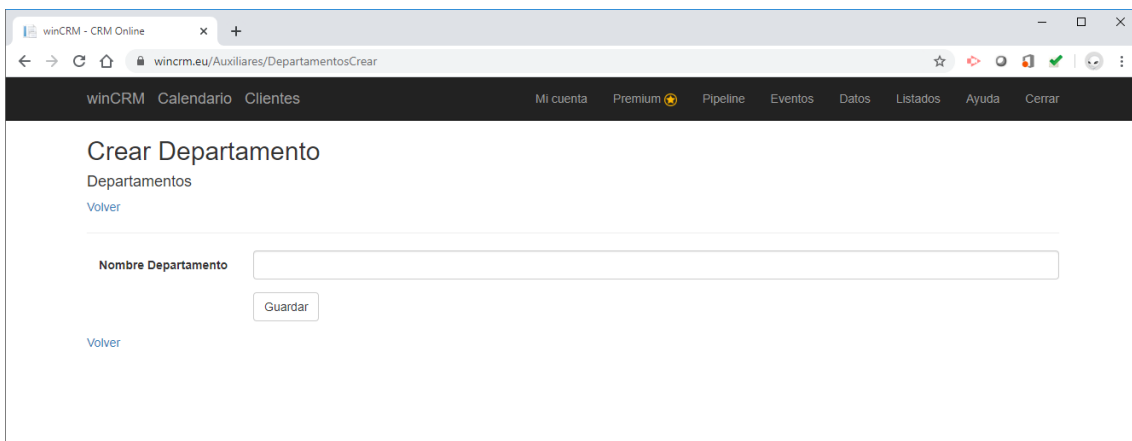 winCRM - CRM Online
wincrm.eu/Auxiliares/DepartamentosCrear
winCRM Calendario Clientes Mi cuenta Premium Pipeline Eventos Datos Listados Ayuda Cerrar
Crear Departamento
Departamentos
Volver
Nombre Departamento
Guardar
Volver